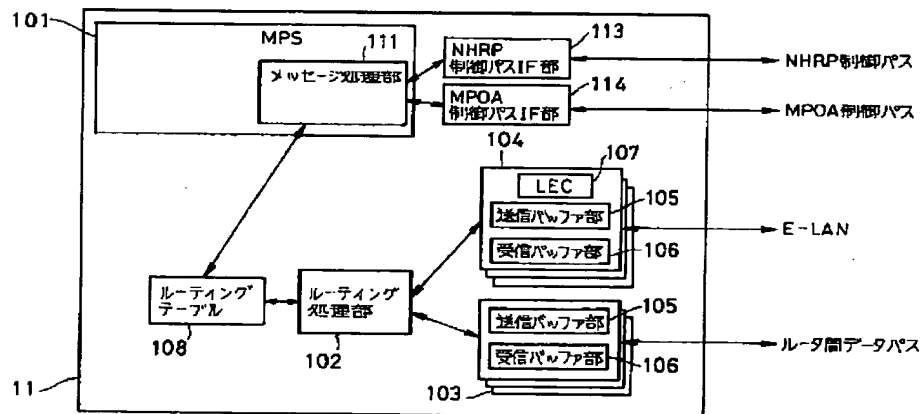 101
MPS
111
メッセージ処理部
NHRP
制御パスIF部
113
NHRP制御パス
MPOA
制御パスIF部
114
MPOA制御パス
104
107
LEC
送信バッファ部
105
受信バッファ部
106
E-LAN
ルーティング
テーブル
108
ルーティング
処理部
102
送信バッファ部
105
受信バッファ部
106
103
ルータ間データパス
11